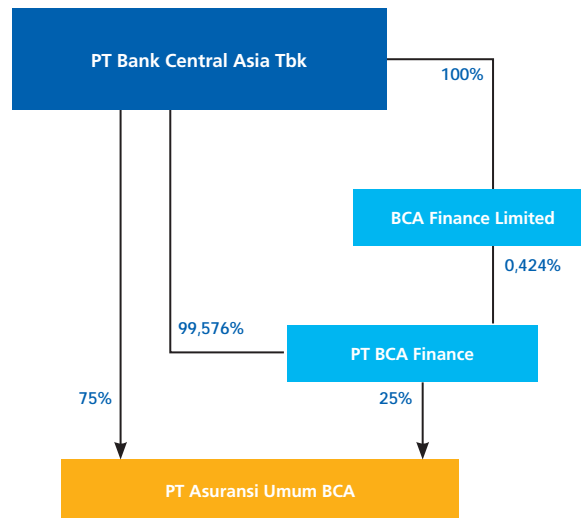 PT Bank Central Asia Tbk
100%
BCA Finance Limited
0,424%
99,576%
PT BCA Finance
75%
25%
PT Asuransi Umum BCA